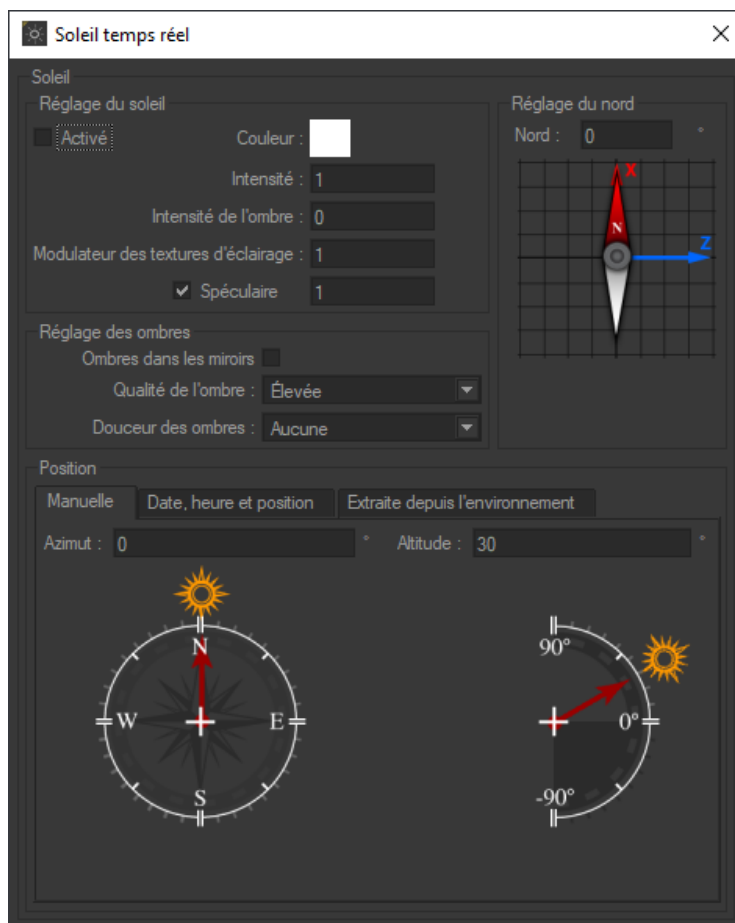 Soleil temps réel
Soleil
Réglage du soleil
Activé
Couleur :
Intensité : 1
Intensité de l'ombre : 0
Modulateur des textures d'éclairage : 1
Spéculaire 1
Réglage du nord
Nord : 0 °
X
N
Z
Réglage des ombres
Ombres dans les miroirs
Qualité de l'ombre : Élevée
Douceur des ombres : Aucune
Position
Manuelle Date, heure et position Extraite depuis l'environnement
Azimut : 0 ° Altitude : 30 °
N
W E
S
90°
0°
-90°